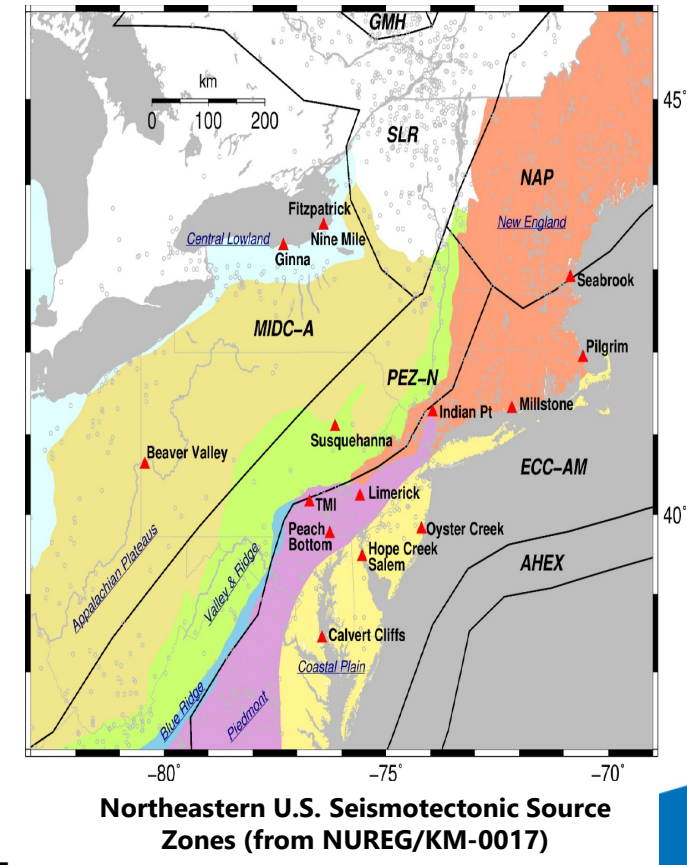 GMH
km
0 100 200
45°
SLR
NAP
Fitzpatrick
New England
Central Lowland
Nine Mile
Ginna
Seabrook
MIDC-A
Pilgrim
PEZ-N
Indian Pt
Millstone
Susquehanna
Beaver Valley
ECC-AM
Limerick
TMI
40°
Peach
Bottom
Oyster Creek
Hope Creek
Salem
AHEX
Appalachian Plateaus
Valley & Ridge
Calvert Cliffs
Coastal Plain
Blue Ridge
Piedmont
−80° −75° −70°
Northeastern U.S. Seismotectonic Source
Zones (from NUREG/KM-0017)